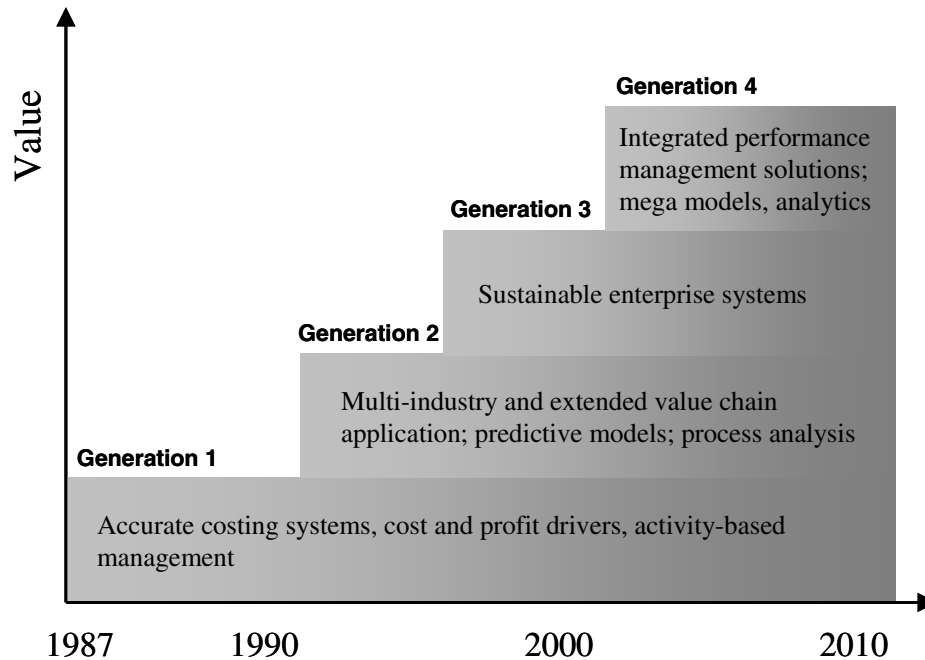 Value
Generation 4
Integrated performance
management solutions;
mega models, analytics
Generation 3
Sustainable enterprise systems
Generation 2
Multi-industry and extended value chain
application; predictive models; process analysis
Generation 1
Accurate costing systems, cost and profit drivers, activity-based
management
1987 1990 2000 2010